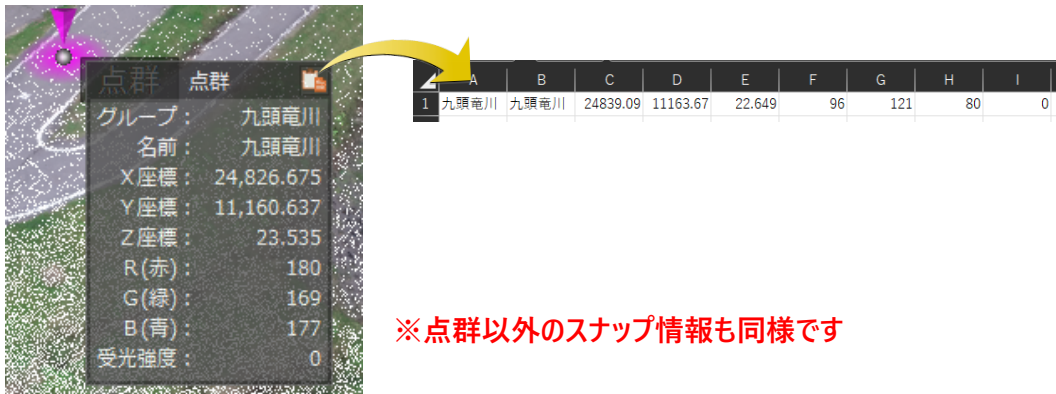 点群 点群
グループ： 九頭竜川
名前： 九頭竜川
X座標： 24,826.675
Y座標： 11,160.637
Z座標： 23.535
R(赤)： 180
G(緑)： 169
B(青)： 177
受光強度： 0
A B C D E F G H I
1 九頭竜川 九頭竜川 24839.09 11163.67 22.649 96 121 80 0
※点群以外のスナップ情報も同様です